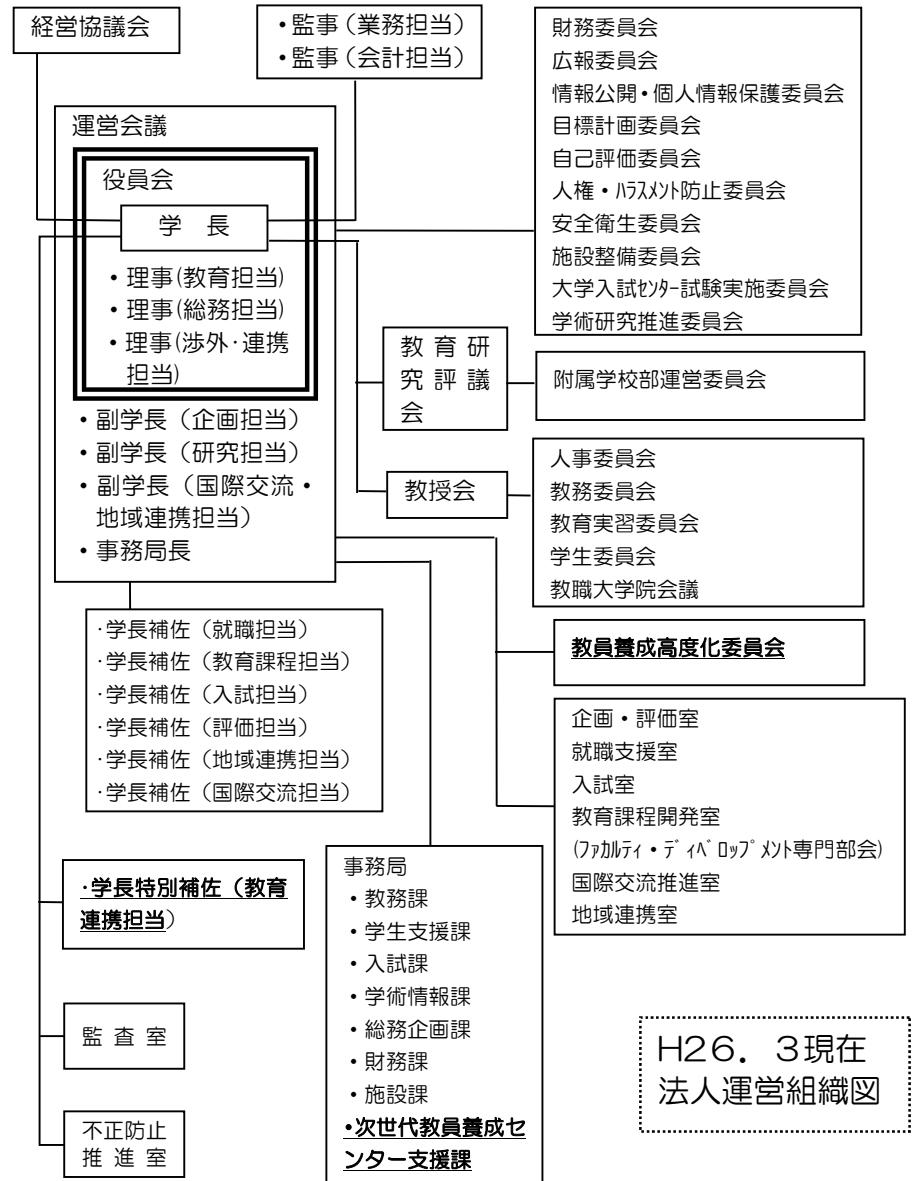 経営協議会
・監事（業務担当）
・監事（会計担当）
財務委員会
広報委員会
情報公開・個人情報保護委員会
目標計画委員会
自己評価委員会
人権・ﾊﾗｽﾒﾝﾄ防止委員会
安全衛生委員会
施設整備委員会
大学入試ｾﾝﾀｰ試験実施委員会
学術研究推進委員会
運営会議
役員会
学　長
・理事(教育担当)
・理事(総務担当)
・理事(渉外･連携
担当)
・副学長（企画担当）
・副学長（研究担当）
・副学長（国際交流・
地域連携担当）
・事務局長
教育研
究評議
会
附属学校部運営委員会
教授会
人事委員会
教務委員会
教育実習委員会
学生委員会
教職大学院会議
･学長補佐（就職担当）
･学長補佐（教育課程担当）
･学長補佐（入試担当）
･学長補佐（評価担当）
･学長補佐（地域連携担当）
･学長補佐（国際交流担当）
教員養成高度化委員会
企画・評価室
就職支援室
入試室
教育課程開発室
(ﾌｧｶﾙﾃｨ・ﾃﾞｨﾍﾞﾛｯﾌﾟﾒﾝﾄ専門部会)
国際交流推進室
地域連携室
･学長特別補佐（教育
連携担当）
監査室
不正防止
推進室
事務局
・教務課
・学生支援課
・入試課
・学術情報課
・総務企画課
・財務課
・施設課
・次世代教員養成セ
ンター支援課
H26．3現在
法人運営組織図